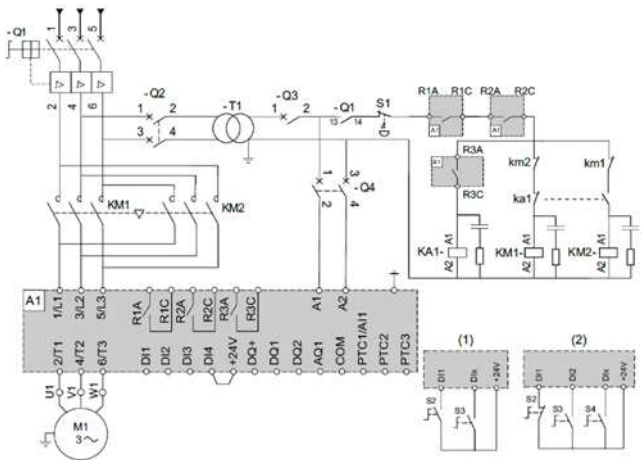 -Q1
1 3 5
2 4 6
-Q2
1 2
3 4
-T1
-Q3
1 2
-Q1
13 14
S1
R1A R1C
A1
R2A R2C
A1
R3A
A1
R3C
km2
km1
ka1
KM1
KM2
1 3
-Q4
2 4
A1
KA1-
A2
A1
KM1-
A2
A1
KM2-
A2
A1
1/L1 3/L2 5/L3
R1A R1C R2A R2C R3A R3C
A1 A2
2/T1 4/T2 6/T3
DI1 DI2 DI3 DI4 +24V DQ+ DQ1 DQ2 AQ1 COM PTC1/AI1 PTC2 PTC3
U1 V1 W1
M1
3
(1)
DI1 DIx +24V
S2 S3
(2)
DI1 DI2 DIx +24V
S2 S3 S4